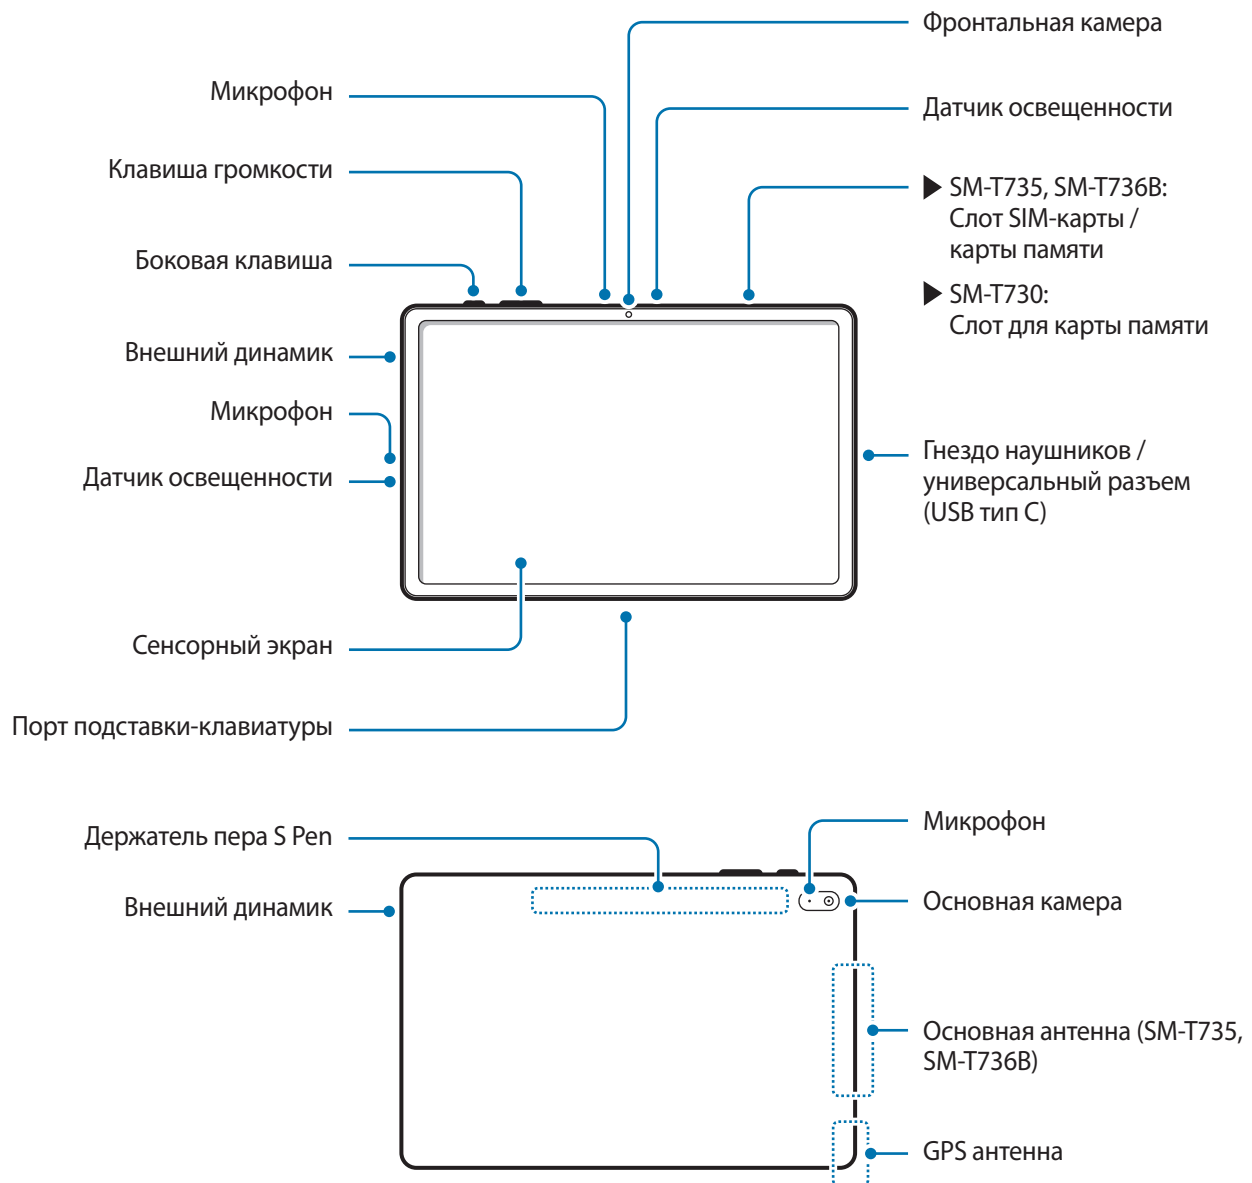 Фронтальная камера
Микрофон
Датчик освещенности
Клавиша громкости
▶ SM-T735, SM-T736B:
Слот SIM-карты /
карты памяти
Боковая клавиша
▶ SM-T730:
Слот для карты памяти
Внешний динамик
Микрофон
Гнездо наушников /
универсальный разъем
(USB тип C)
Датчик освещенности
Сенсорный экран
Порт подставки-клавиатуры
Микрофон
Держатель пера S Pen
Основная камера
Внешний динамик
Основная антенна (SM-T735,
SM-T736B)
GPS антенна